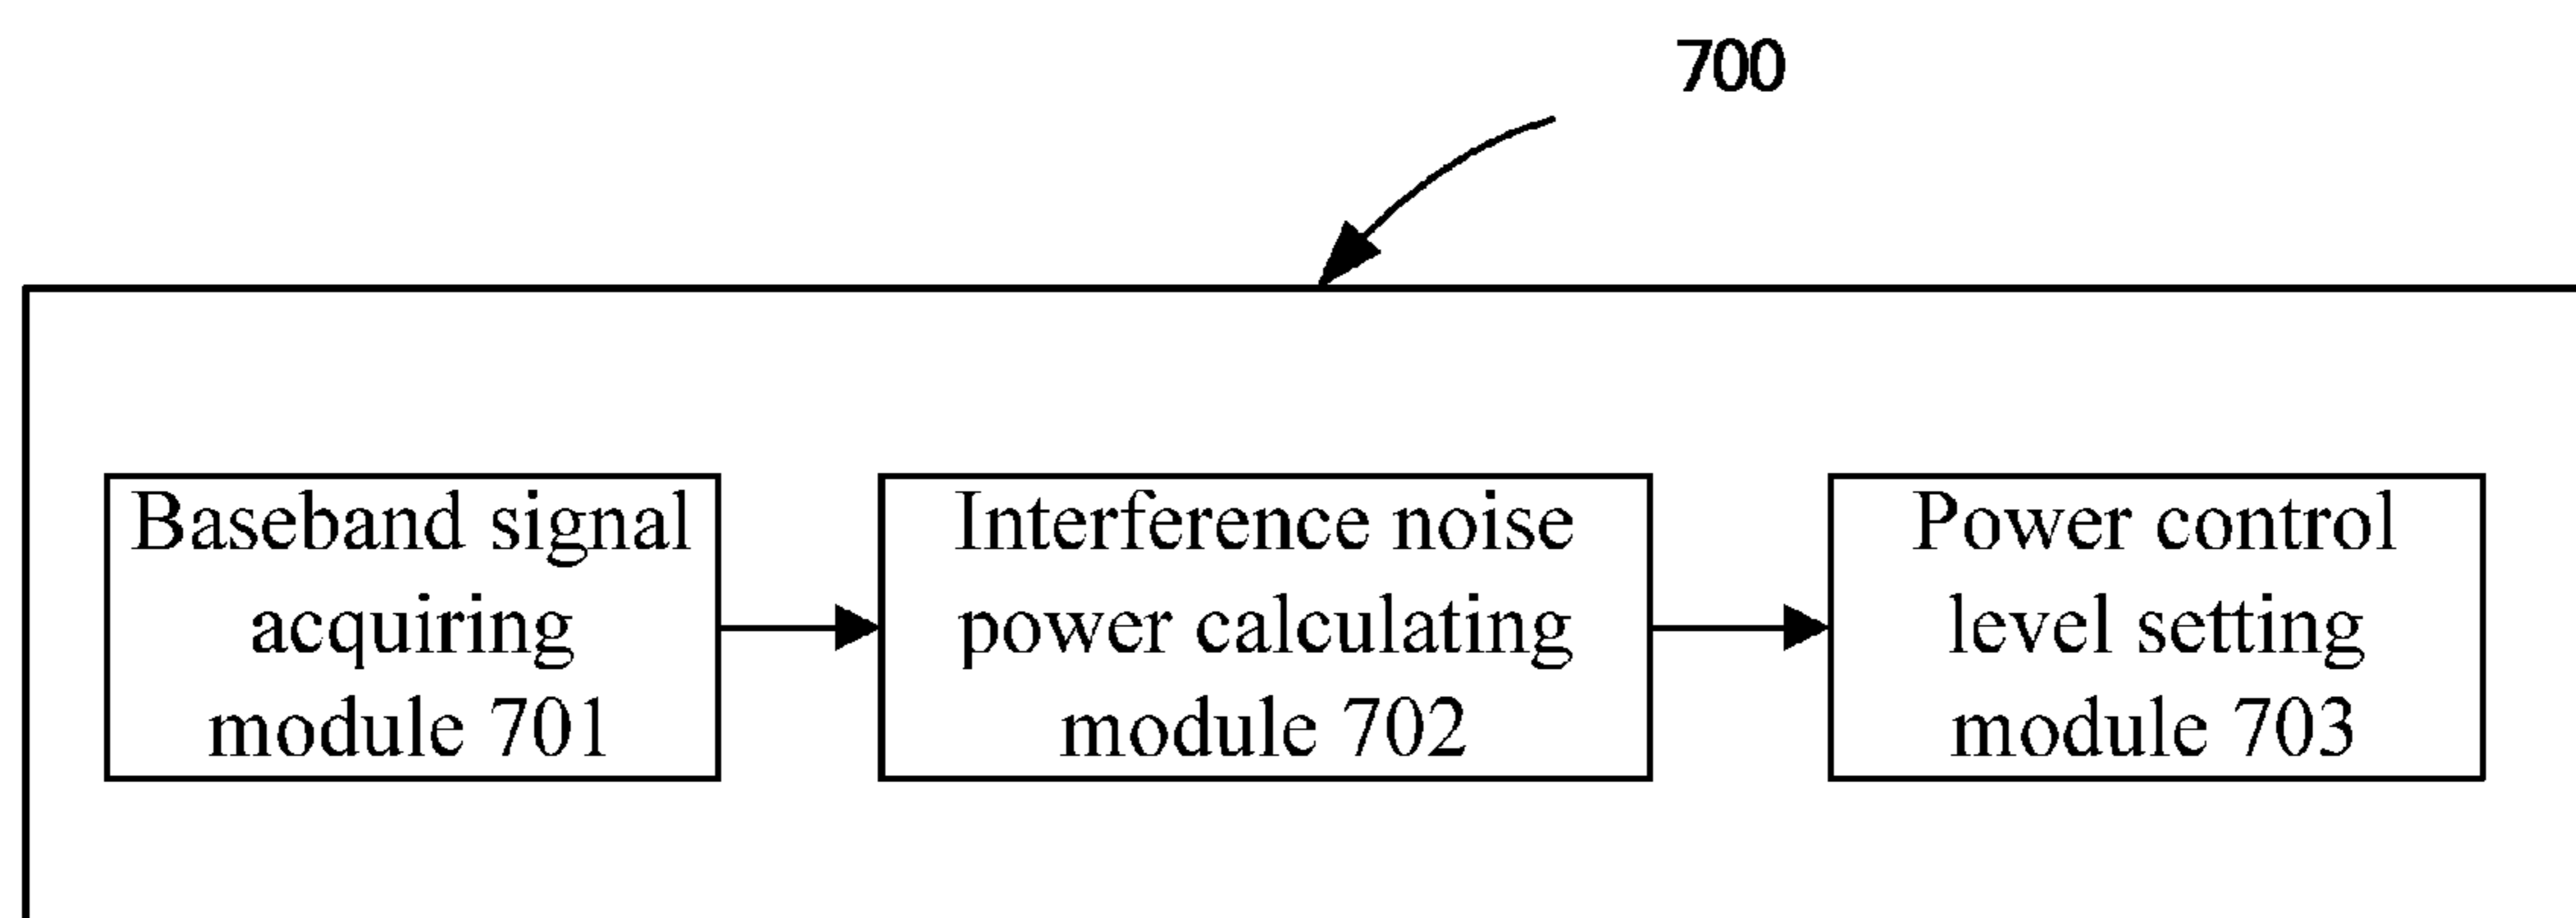 700
Baseband signal
acquiring
module 701
Interference noise
power calculating
module 702
Power control
level setting
module 703